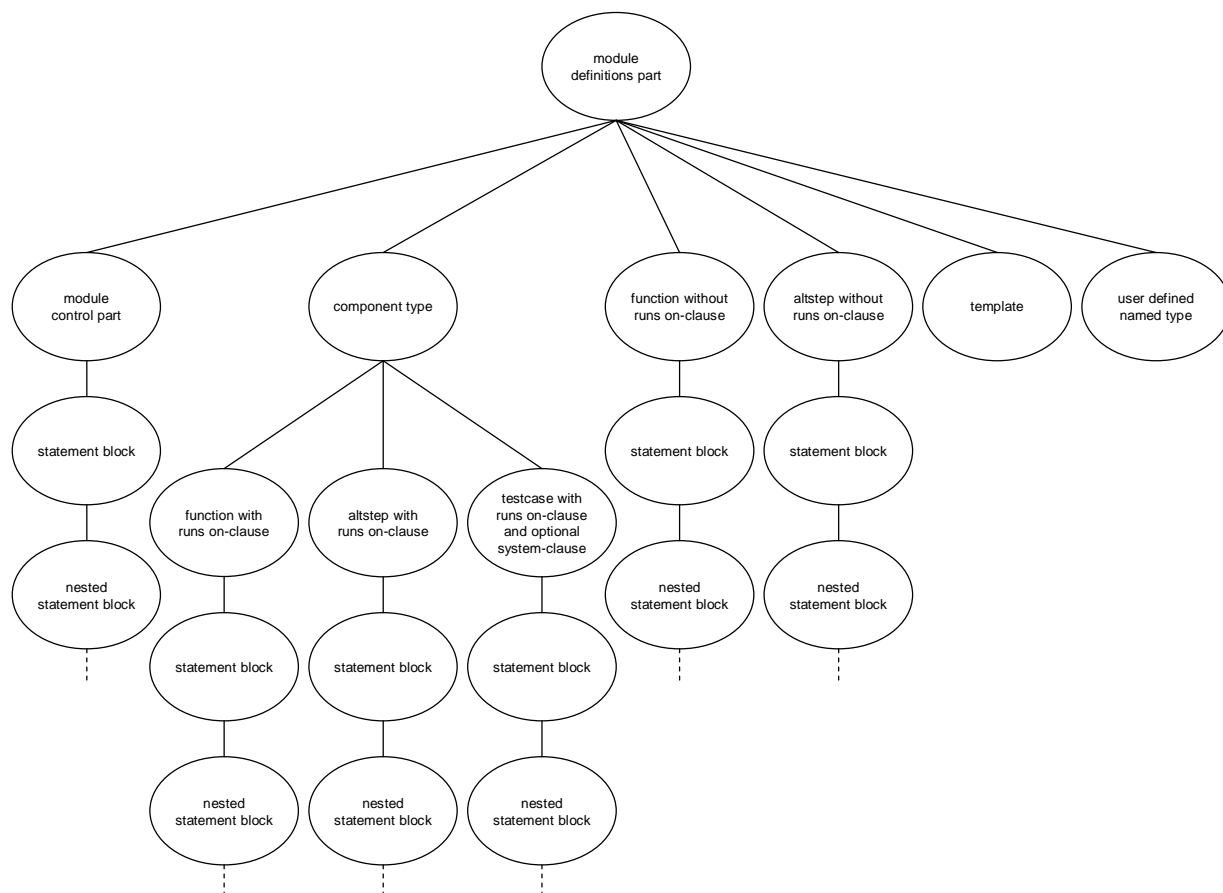 module
definitions part
module
control part
component type
function without
runs on-clause
altstep without
runs on-clause
template
user defined
named type
statement block
statement block
statement block
function with
runs on-clause
altstep with
runs on-clause
testcase with
runs on-clause
and optional
system-clause
nested
statement block
nested
statement block
nested
statement block
statement block
statement block
statement block
nested
statement block
nested
statement block
nested
statement block